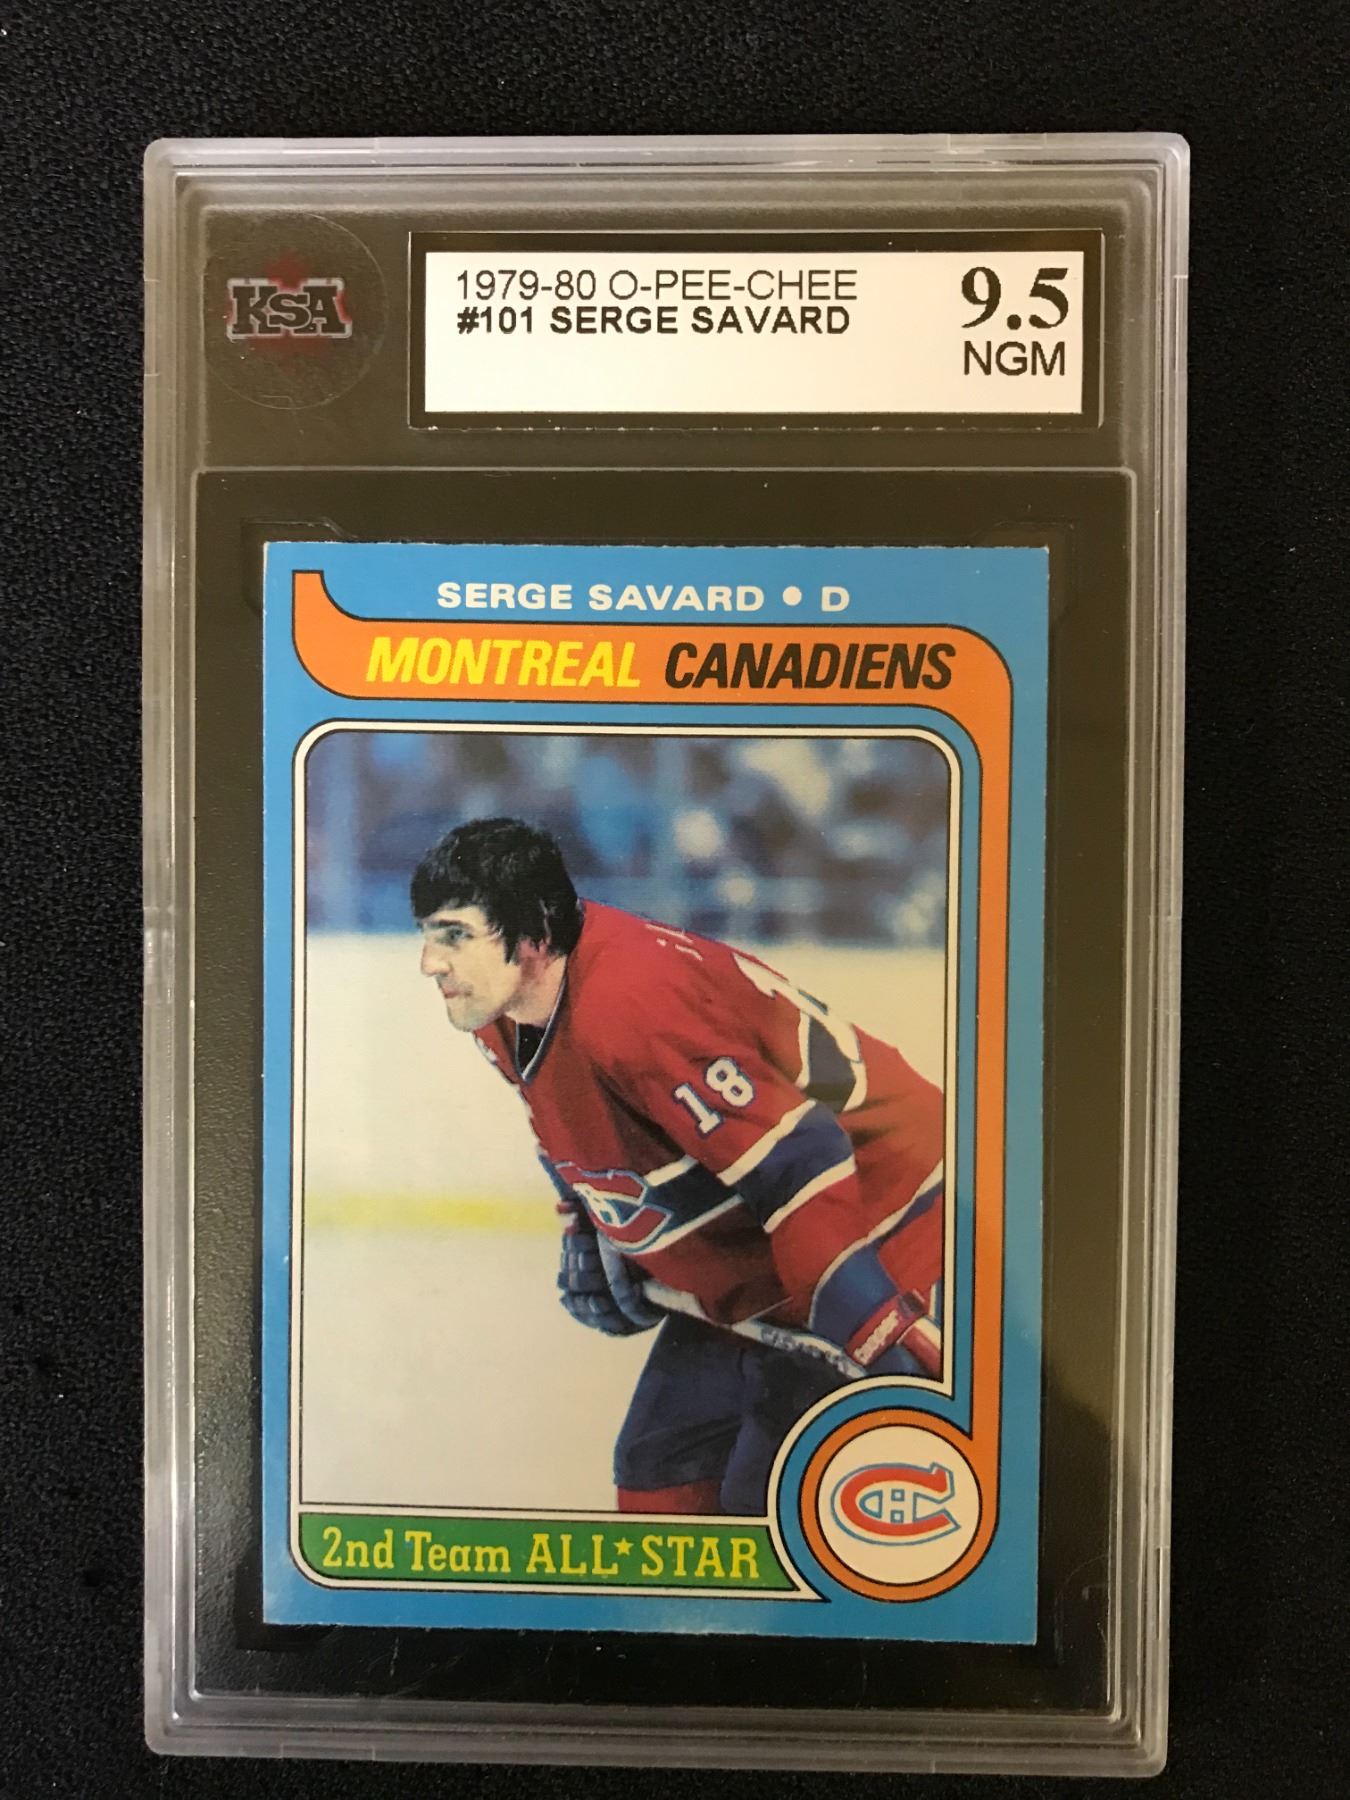 KSA
1979-80 O-PEE-CHEE
#101 SERGE SAVARD
9.5
NGM
SERGE SAVARD • D
MONTREAL CANADIENS
18
2nd Team ALL★STAR
CH